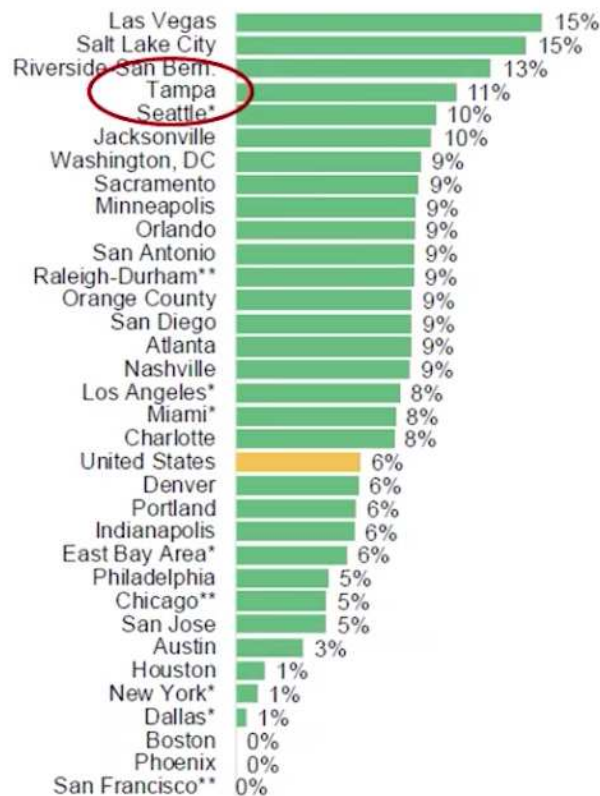 Las Vegas 15%
Salt Lake City 15%
Riverside-San Bern. 13%
Tampa 11%
Seattle* 10%
Jacksonville 10%
Washington, DC 9%
Sacramento 9%
Minneapolis 9%
Orlando 9%
San Antonio 9%
Raleigh-Durham** 9%
Orange County 9%
San Diego 9%
Atlanta 9%
Nashville 9%
Los Angeles* 8%
Miami* 8%
Charlotte 8%
United States 6%
Denver 6%
Portland 6%
Indianapolis 6%
East Bay Area* 6%
Philadelphia 5%
Chicago** 5%
San Jose 5%
Austin 3%
Houston 1%
New York* 1%
Dallas* 1%
Boston 0%
Phoenix 0%
San Francisco** 0%